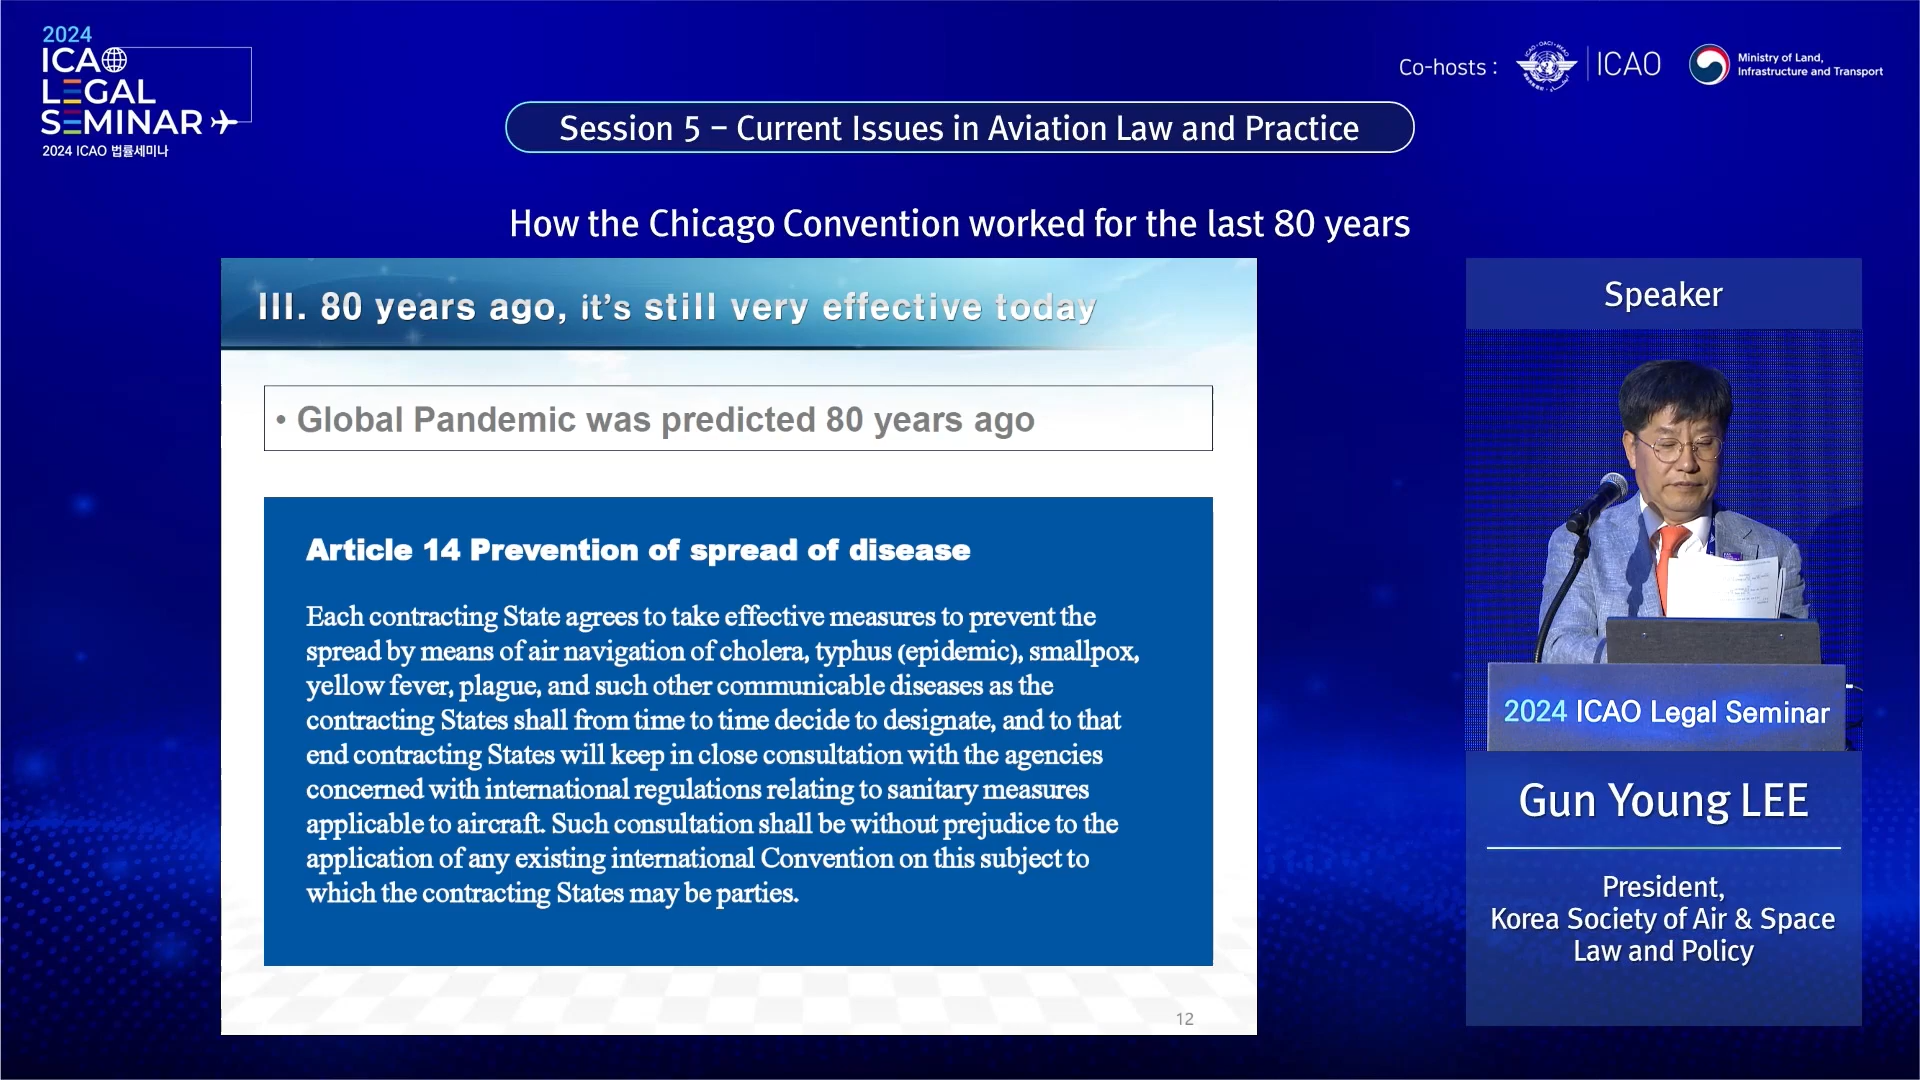 2024
ICAO
LEGAL
SEMINAR
2024 ICAO 법률세미나
Co-hosts :
ICAO
Ministry of Land,
Infrastructure and Transport
Session 5 – Current Issues in Aviation Law and Practice
How the Chicago Convention worked for the last 80 years
III. 80 years ago, it’s still very effective today
• Global Pandemic was predicted 80 years ago
Article 14 Prevention of spread of disease
Each contracting State agrees to take effective measures to prevent the
spread by means of air navigation of cholera, typhus (epidemic), smallpox,
yellow fever, plague, and such other communicable diseases as the
contracting States shall from time to time decide to designate, and to that
end contracting States will keep in close consultation with the agencies
concerned with international regulations relating to sanitary measures
applicable to aircraft. Such consultation shall be without prejudice to the
application of any existing international Convention on this subject to
which the contracting States may be parties.
12
Speaker
2024 ICAO Legal Seminar
Gun Young LEE
President,
Korea Society of Air & Space
Law and Policy